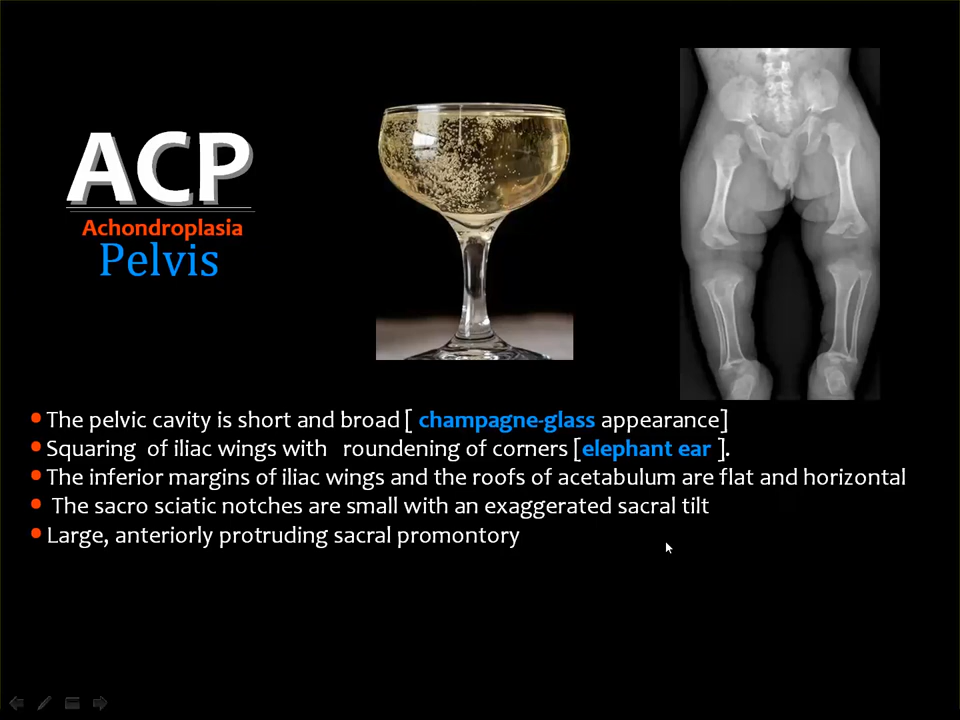 ACP
Achondroplasia
Pelvis
• The pelvic cavity is short and broad [ champagne-glass appearance]
• Squaring of iliac wings with roundening of corners [elephant ear ].
• The inferior margins of iliac wings and the roofs of acetabulum are flat and horizontal
• The sacro sciatic notches are small with an exaggerated sacral tilt
• Large, anteriorly protruding sacral promontory